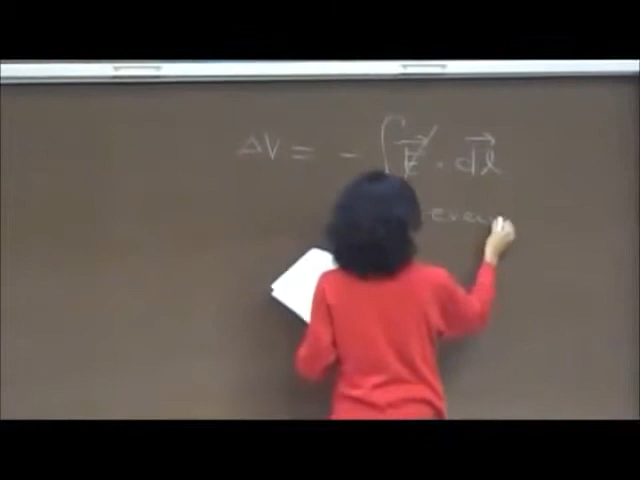 ΔV = - ∫ E⃗ · dl⃗